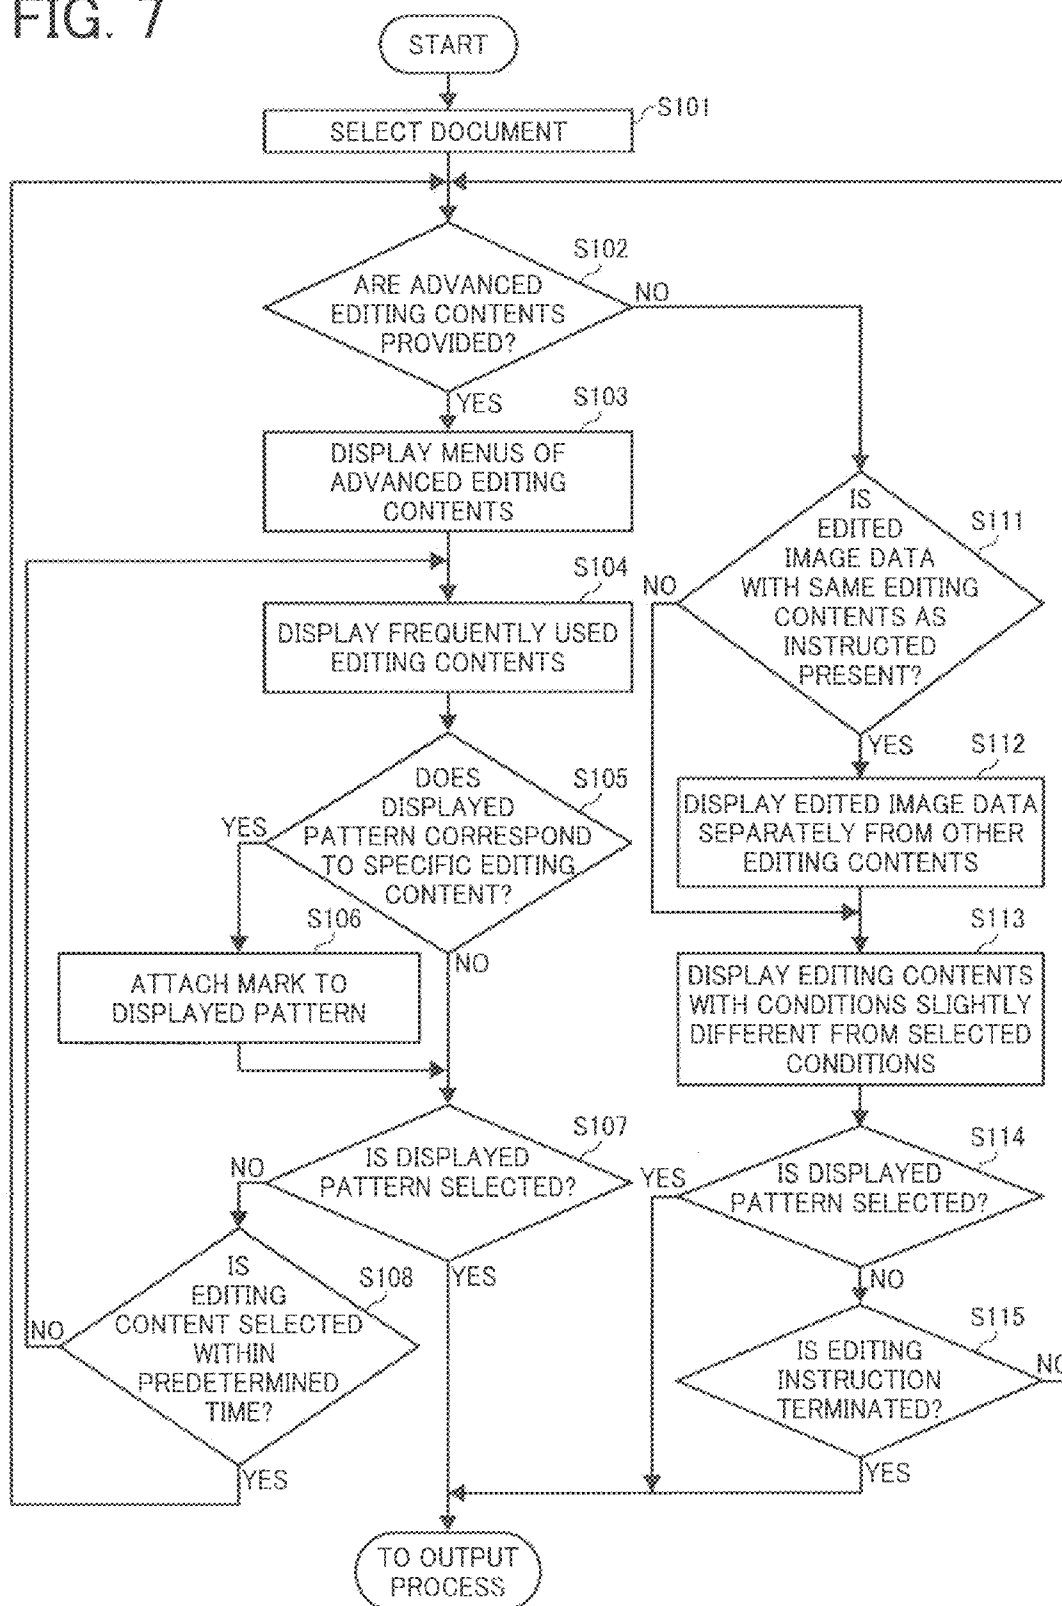 FIG. 7
START
S101
SELECT DOCUMENT
S102
ARE ADVANCED
EDITING CONTENTS
PROVIDED?
NO
YES
S103
DISPLAY MENUS OF
ADVANCED EDITING
CONTENTS
S104
DISPLAY FREQUENTLY USED
EDITING CONTENTS
S105
DOES
DISPLAYED
PATTERN CORRESPOND
TO SPECIFIC EDITING
CONTENT?
YES
NO
S106
ATTACH MARK TO
DISPLAYED PATTERN
S107
IS DISPLAYED
PATTERN SELECTED?
NO
YES
S108
IS
EDITING
CONTENT SELECTED
WITHIN
PREDETERMINED
TIME?
NO
YES
S111
IS
EDITED
IMAGE DATA
WITH SAME EDITING
CONTENTS AS
INSTRUCTED
PRESENT?
NO
YES
S112
DISPLAY EDITED IMAGE DATA
SEPARATELY FROM OTHER
EDITING CONTENTS
S113
DISPLAY EDITING CONTENTS
WITH CONDITIONS SLIGHTLY
DIFFERENT FROM SELECTED
CONDITIONS
S114
IS DISPLAYED
PATTERN SELECTED?
YES
NO
S115
IS EDITING
INSTRUCTION
TERMINATED?
NO
YES
TO OUTPUT
PROCESS